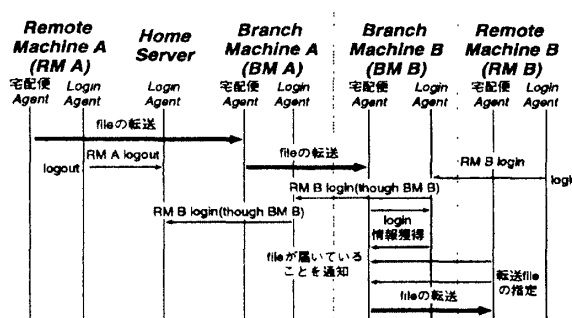 Remote Machine A (RM A)
Home Server
Branch Machine A (BM A)
Branch Machine B (BM B)
Remote Machine B (RM B)
宅配便 Agent
Login Agent
Login Agent
宅配便 Agent
Login Agent
宅配便 Agent
Login Agent
宅配便 Agent
Login Agent
fileの転送
logout
RM A logout
fileの転送
RM B login
login
RM B login(though BM B)
RM B login(though BM B)
login
情報獲得
fileが届いている
ことを通知
転送file
の指定
fileの転送